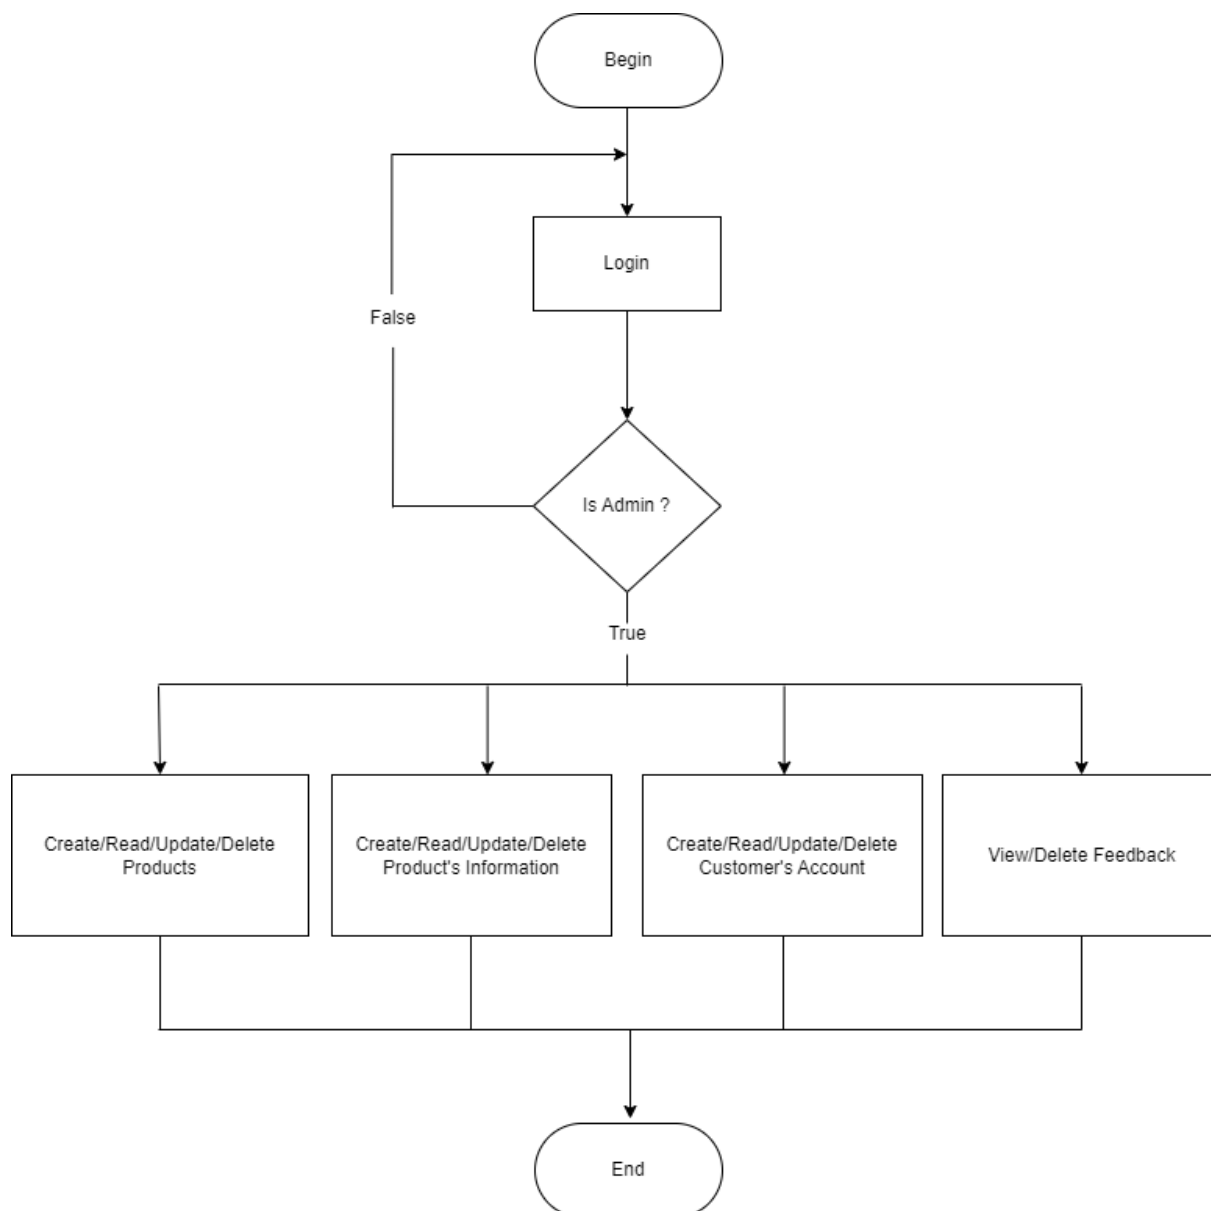 Begin
Login
False
Is Admin ?
True
Create/Read/Update/Delete
Products
Create/Read/Update/Delete
Product's Information
Create/Read/Update/Delete
Customer's Account
View/Delete Feedback
End